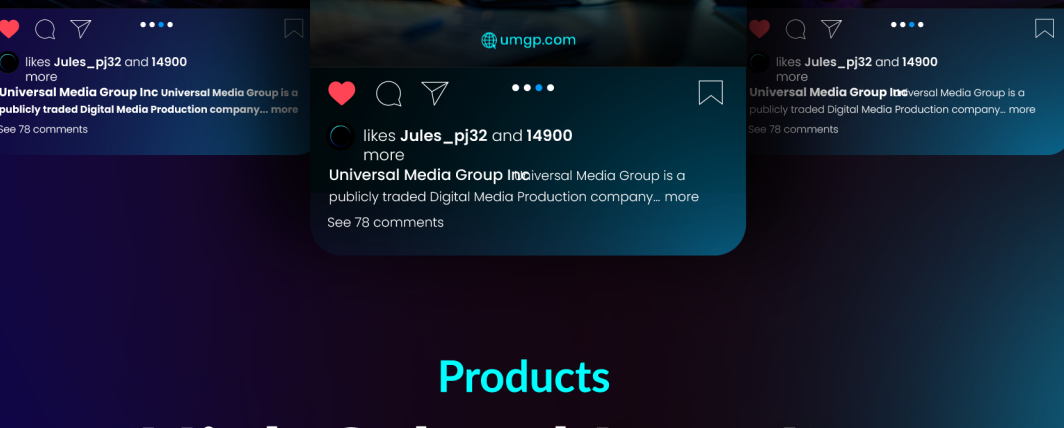 umgp.com
likes Jules_pj32 and 14900
more
Universal Media Group Inc Universal Media Group is a
publicly traded Digital Media Production company... more
See 78 comments
likes Jules_pj32 and 14900
more
Universal Media Group Inc Universal Media Group is a
publicly traded Digital Media Production company... more
See 78 comments
likes Jules_pj32 and 14900
more
Universal Media Group Inc Universal Media Group is a
publicly traded Digital Media Production company... more
See 78 comments
Products